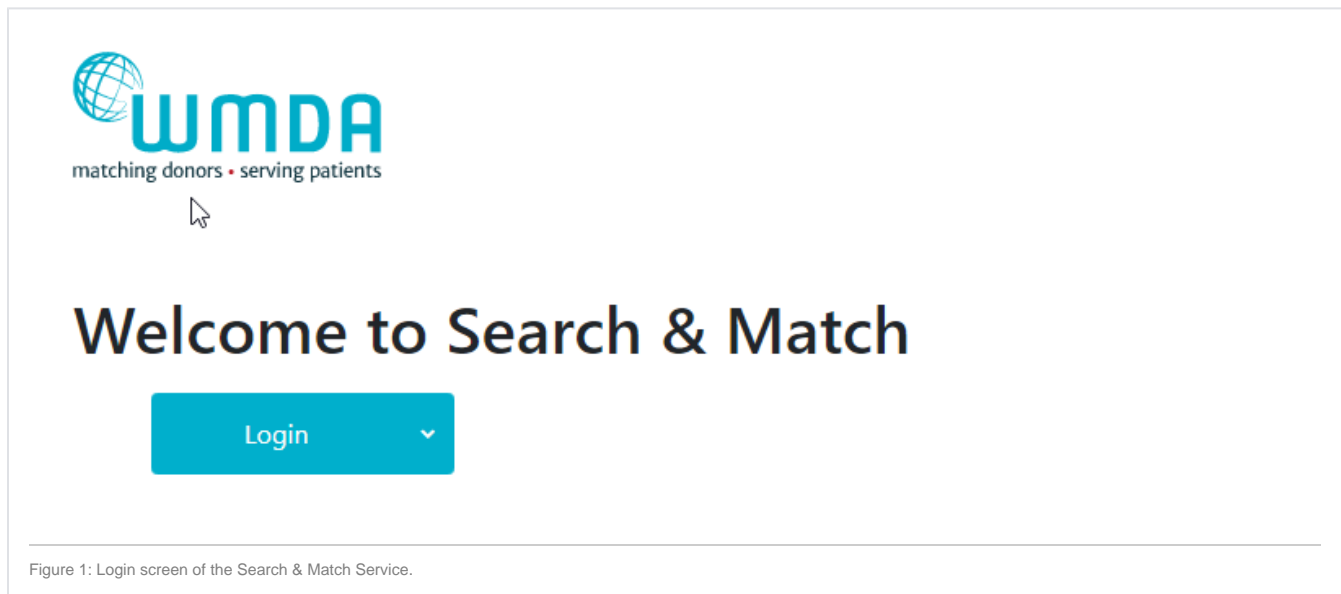 WMDA
matching donors • serving patients
Welcome to Search & Match
Login
Figure 1: Login screen of the Search & Match Service.